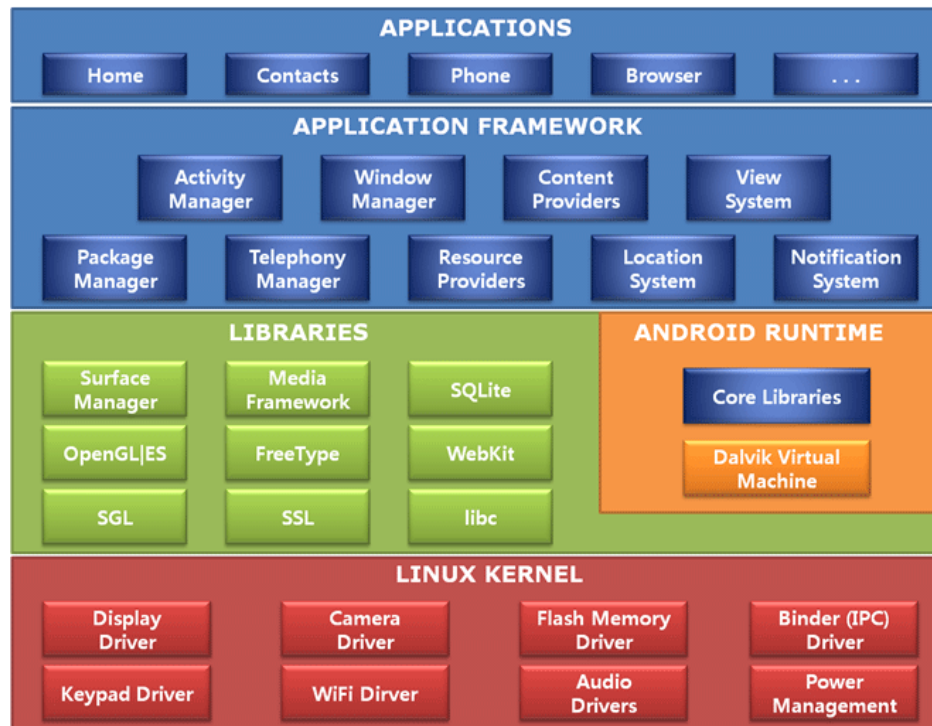 APPLICATIONS
Home
Contacts
Phone
Browser
. . .
APPLICATION FRAMEWORK
Activity
Manager
Window
Manager
Content
Providers
View
System
Package
Manager
Telephony
Manager
Resource
Providers
Location
System
Notification
System
LIBRARIES
Surface
Manager
Media
Framework
SQLite
OpenGL|ES
FreeType
WebKit
SGL
SSL
libc
ANDROID RUNTIME
Core Libraries
Dalvik Virtual
Machine
LINUX KERNEL
Display
Driver
Camera
Driver
Flash Memory
Driver
Binder (IPC)
Driver
Keypad Driver
WiFi Dirver
Audio
Drivers
Power
Management